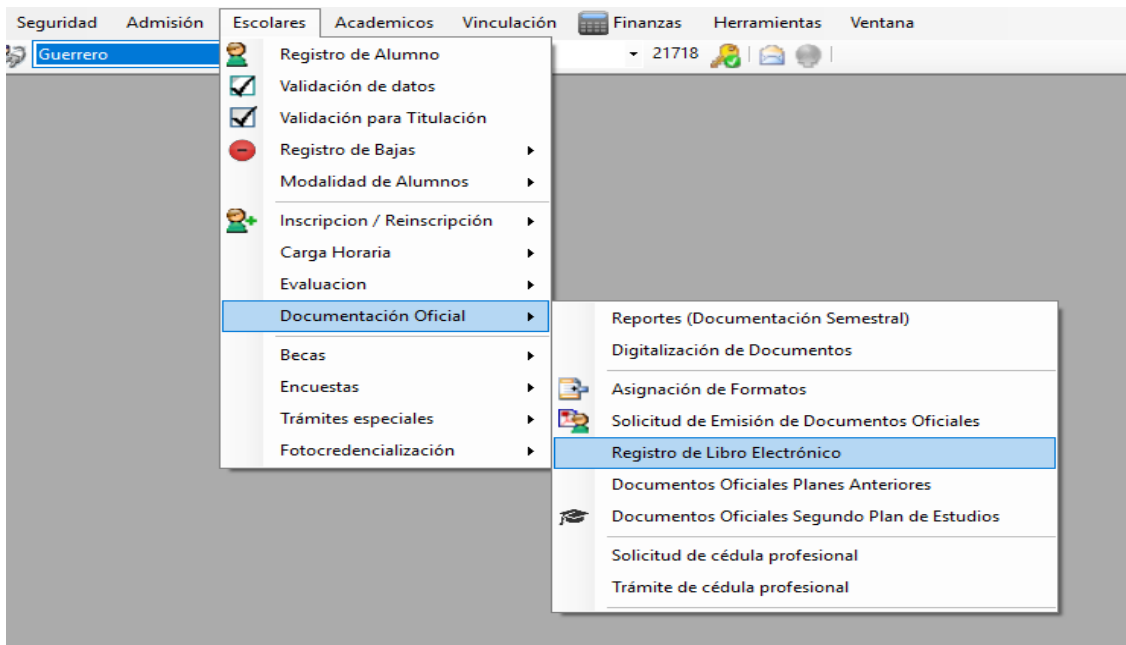 Seguridad Admisión Escolares Academicos Vinculación Finanzas Herramientas Ventana
Guerrero 21718
Registro de Alumno
Validación de datos
Validación para Titulación
Registro de Bajas
Modalidad de Alumnos
Inscripcion / Reinscripción
Carga Horaria
Evaluacion
Documentación Oficial
Becas
Encuestas
Trámites especiales
Fotocredencialización
Reportes (Documentación Semestral)
Digitalización de Documentos
Asignación de Formatos
Solicitud de Emisión de Documentos Oficiales
Registro de Libro Electrónico
Documentos Oficiales Planes Anteriores
Documentos Oficiales Segundo Plan de Estudios
Solicitud de cédula profesional
Trámite de cédula profesional